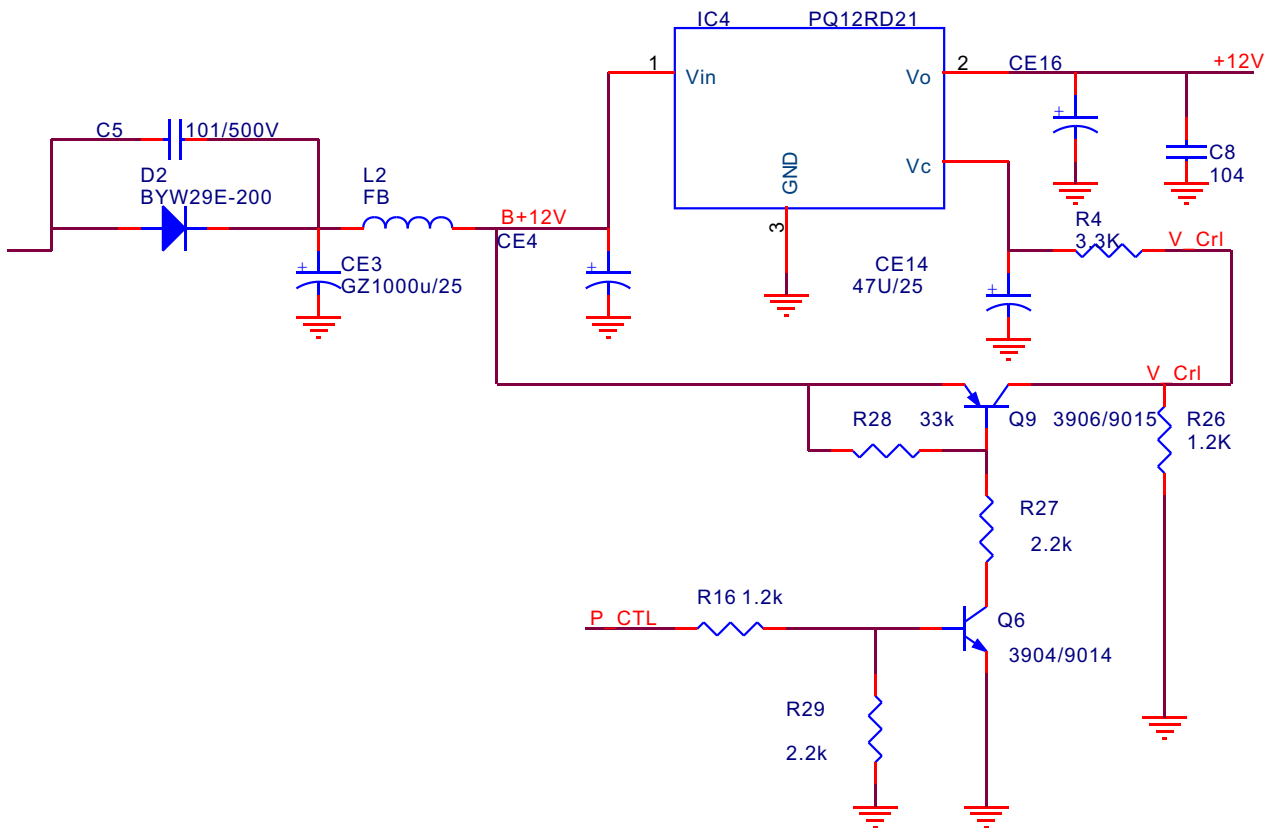 IC4 PQ12RD21
1 Vin Vo 2 CE16 +12V
C5 101/500V
Vc
GND
C8
104
D2
BYW29E-200
L2
FB
B+12V
CE4
3
R4
3.3K V_Crl
CE3
GZ1000u/25
CE14
47U/25
V_Crl
R28 33k Q9 3906/9015 R26
1.2K
R27
2.2k
R16 1.2k
P_CTL
Q6
3904/9014
R29
2.2k